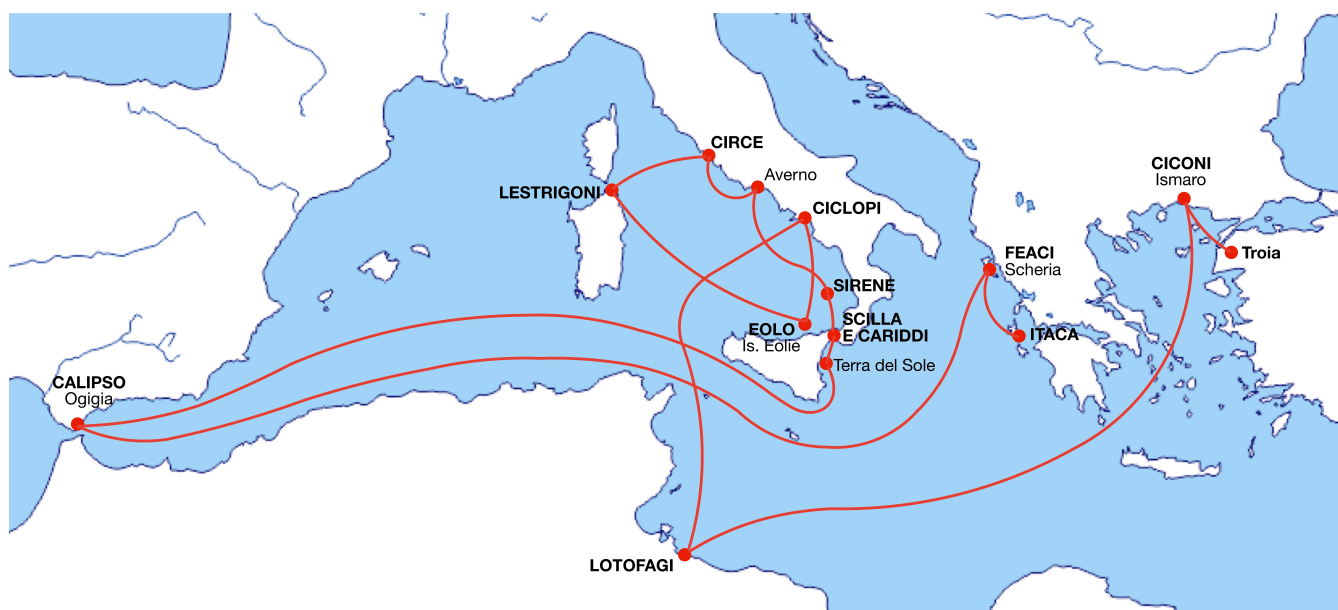 CIRCE
Averno
LESTRIGONI
CICLOPI
CICONI
Ismaro
Troia
FEACI
Scheria
SIRENE
EOLO
Is. Eolie
SCILLA
E CARIDDI
ITACA
Terra del Sole
CALIPSO
Ogigia
LOTOFAGI